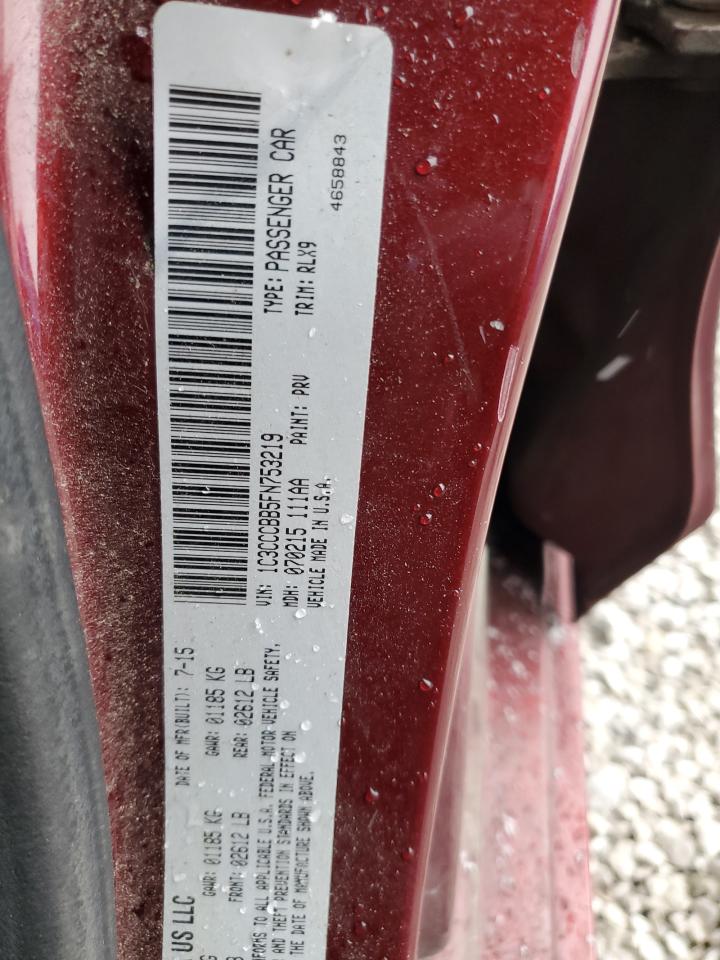 US LLC
DATE OF MFR(BUILT): 7-15
GAWR: 01185 KG GAWR: 01185 KG
FRONT: 02612 LB REAR: 02612 LB
TO ALL APPLICABLE U.S.A. FEDERAL MOTOR VEHICLE SAFETY,
AND THEFT PREVENTION STANDARDS IN EFFECT ON
THE DATE OF MANUFACTURE SHOWN ABOVE.
VIN: 1C3CCCBB5FN753219 TYPE: PASSENGER CAR
MDH: 070215 111AA PAINT: PRV TRIM: RLX9
VEHICLE MADE IN U.S.A. 4658843